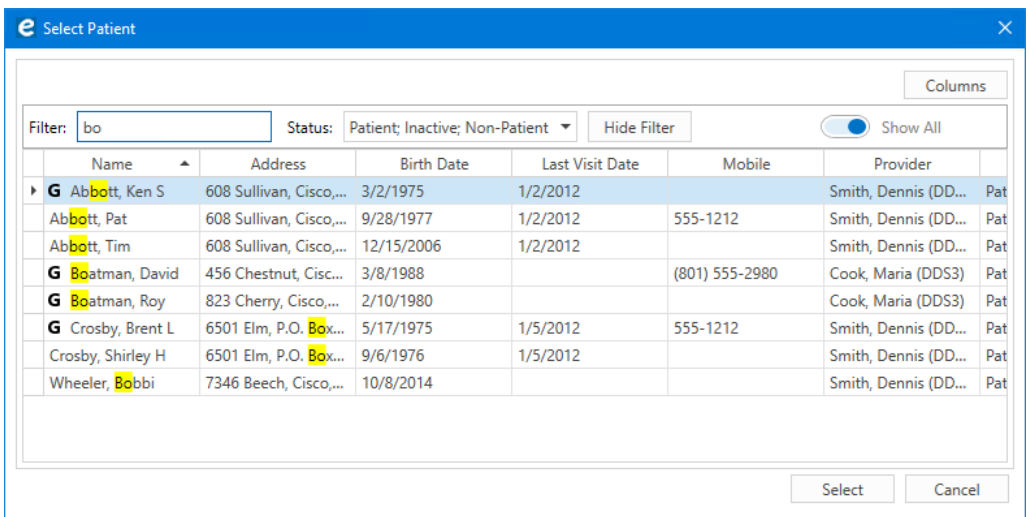 e Select Patient
Columns
Filter: bo Status: Patient; Inactive; Non-Patient Hide Filter Show All
Name Address Birth Date Last Visit Date Mobile Provider
G Abbott, Ken S 608 Sullivan, Cisco,... 3/2/1975 1/2/2012 Smith, Dennis (DD... Pat
Abbott, Pat 608 Sullivan, Cisco,... 9/28/1977 1/2/2012 555-1212 Smith, Dennis (DD... Pat
Abbott, Tim 608 Sullivan, Cisco,... 12/15/2006 1/2/2012 Smith, Dennis (DD... Pat
G Boatman, David 456 Chestnut, Cisc... 3/8/1988 (801) 555-2980 Cook, Maria (DDS3) Pat
G Boatman, Roy 823 Cherry, Cisco,... 2/10/1980 Cook, Maria (DDS3) Pat
G Crosby, Brent L 6501 Elm, P.O. Box... 5/17/1975 1/5/2012 555-1212 Smith, Dennis (DD... Pat
Crosby, Shirley H 6501 Elm, P.O. Box... 9/6/1976 1/5/2012 Smith, Dennis (DD... Pat
Wheeler, Bobbi 7346 Beech, Cisco,... 10/8/2014 Smith, Dennis (DD... Pat
Select Cancel